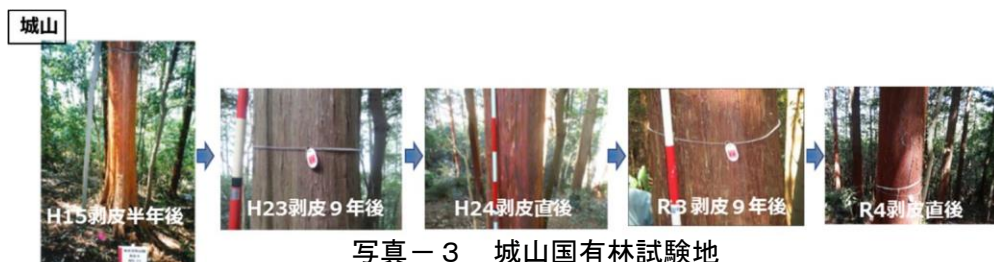 城山
H15剥皮半年後
H23剥皮９年後
H24剥皮直後
R3剥皮９年後
R4剥皮直後
写真－３　城山国有林試験地